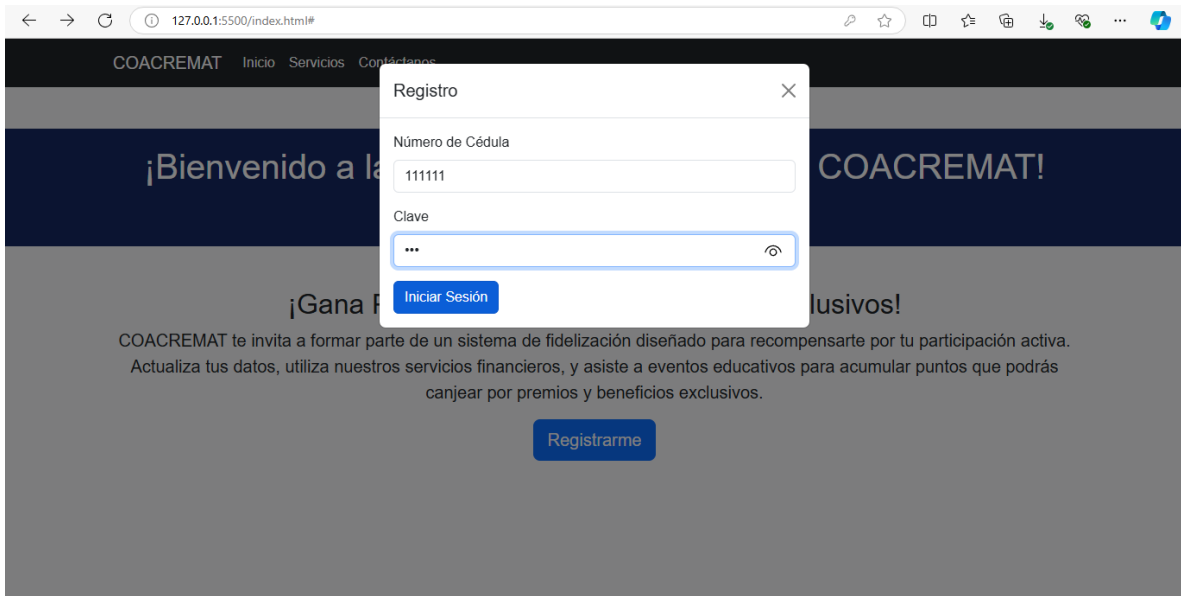 127.0.0.1:5500/index.html#
COACREMAT Inicio Servicios Contáctanos
Registro
Número de Cédula
111111
Clave
•••
Iniciar Sesión
¡Bienvenido a la COACREMAT!
¡Gana lusivos!
COACREMAT te invita a formar parte de un sistema de fidelización diseñado para recompensarte por tu participación activa.
Actualiza tus datos, utiliza nuestros servicios financieros, y asiste a eventos educativos para acumular puntos que podrás
canjear por premios y beneficios exclusivos.
Registrarme